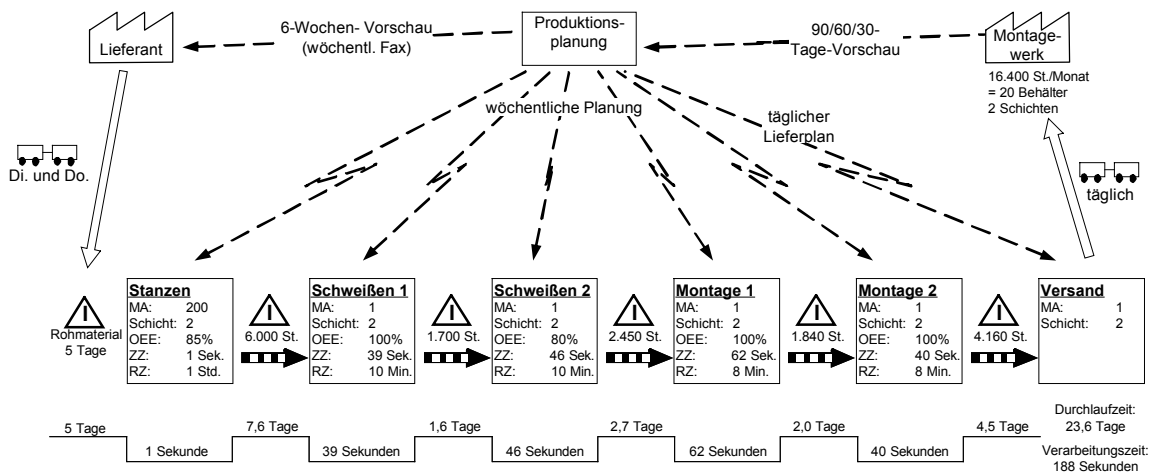 Lieferant
6-Wochen- Vorschau
(wöchentl. Fax)
Produktions-
planung
90/60/30-
Tage-Vorschau
Montage-
werk
16.400 St./Monat
= 20 Behälter
2 Schichten
wöchentliche Planung
täglicher
Lieferplan
Di. und Do.
täglich
I
Rohmaterial
5 Tage
Stanzen
MA: 200
Schicht: 2
OEE: 85%
ZZ: 1 Sek.
RZ: 1 Std.
I
6.000 St.
Schweißen 1
MA: 1
Schicht: 2
OEE: 100%
ZZ: 39 Sek.
RZ: 10 Min.
I
1.700 St.
Schweißen 2
MA: 1
Schicht: 2
OEE: 80%
ZZ: 46 Sek.
RZ: 10 Min.
I
2.450 St.
Montage 1
MA: 1
Schicht: 2
OEE: 100%
ZZ: 62 Sek.
RZ: 8 Min.
I
1.840 St.
Montage 2
MA: 1
Schicht: 2
OEE: 100%
ZZ: 40 Sek.
RZ: 8 Min.
I
4.160 St.
Versand
MA: 1
Schicht: 2
5 Tage
1 Sekunde
7,6 Tage
39 Sekunden
1,6 Tage
46 Sekunden
2,7 Tage
62 Sekunden
2,0 Tage
40 Sekunden
4,5 Tage
Durchlaufzeit:
23,6 Tage
Verarbeitungszeit:
188 Sekunden